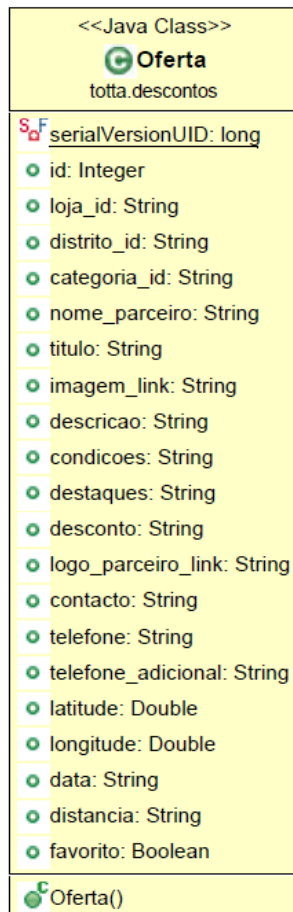 <<Java Class>>
Oferta
totta.descontos
serialVersionUID: long
id: Integer
loja_id: String
distrito_id: String
categoria_id: String
nome_parceiro: String
titulo: String
imagem_link: String
descricao: String
condicoes: String
destaques: String
desconto: String
logo_parceiro_link: String
contacto: String
telefone: String
telefone_adicional: String
latitude: Double
longitude: Double
data: String
distancia: String
favorito: Boolean
Oferta()